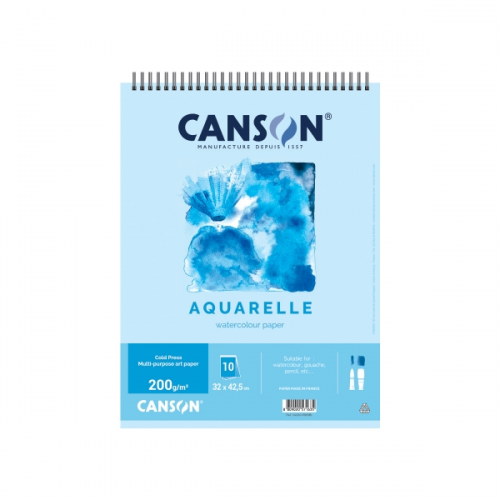 CANSON®
MANUFACTURE DEPUIS 1557
AQUARELLE
watercolour paper
Cold Press
Multi-purpose art paper
200g/m²
10
32 x 42,5 cm
Suitable for
watercolour, gouache,
pencil, etc...
PAPER MADE IN FRANCE
CANSON®